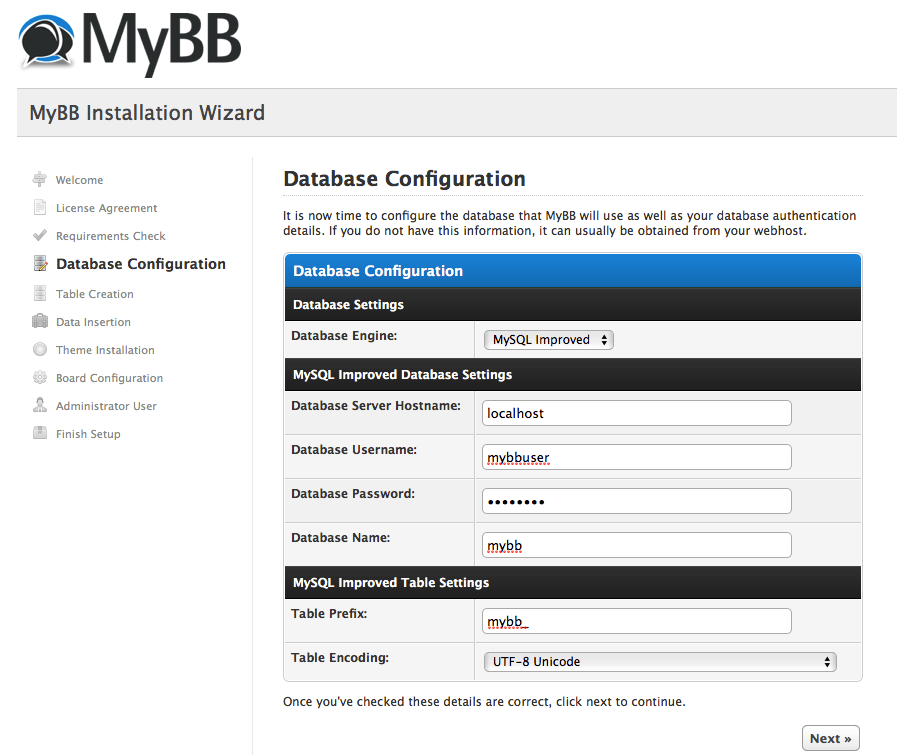 MyBB
MyBB Installation Wizard
Welcome
License Agreement
Requirements Check
Database Configuration
Table Creation
Data Insertion
Theme Installation
Board Configuration
Administrator User
Finish Setup
Database Configuration
It is now time to configure the database that MyBB will use as well as your database authentication
details. If you do not have this information, it can usually be obtained from your webhost.
Database Configuration
Database Settings
Database Engine: MySQL Improved
MySQL Improved Database Settings
Database Server Hostname: localhost
Database Username: mybbuser
Database Password: ••••••••
Database Name: mybb
MySQL Improved Table Settings
Table Prefix: mybb_
Table Encoding: UTF-8 Unicode
Once you've checked these details are correct, click next to continue.
Next »